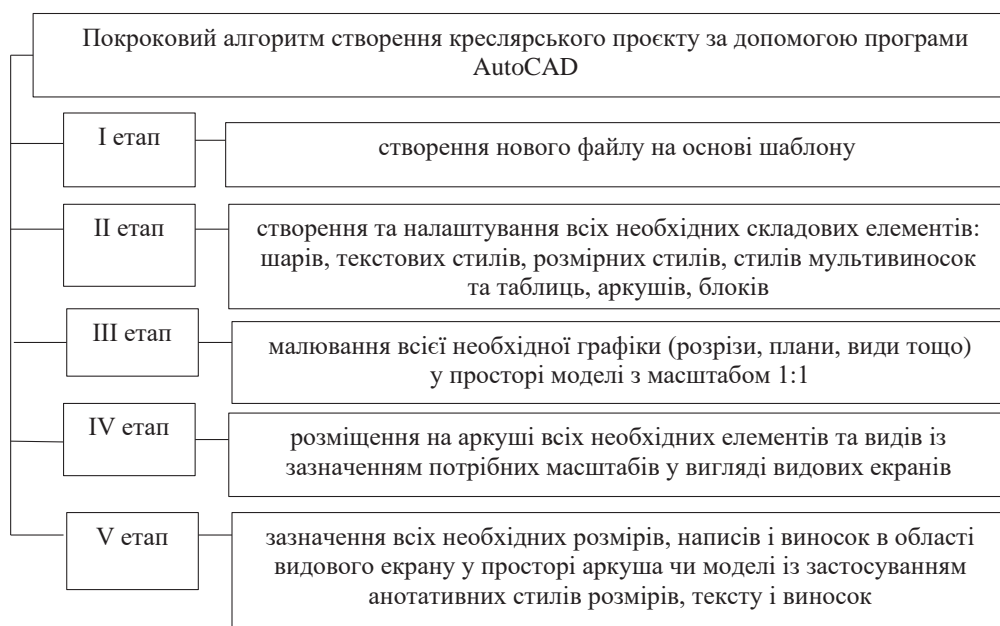 Покроковий алгоритм створення креслярського проєкту за допомогою програми
AutoCAD
І етап
створення нового файлу на основі шаблону
ІІ етап
створення та налаштування всіх необхідних складових елементів:
шарів, текстових стилів, розмірних стилів, стилів мультивиносок
та таблиць, аркушів, блоків
ІІІ етап
малювання всієї необхідної графіки (розрізи, плани, види тощо)
у просторі моделі з масштабом 1:1
IV етап
розміщення на аркуші всіх необхідних елементів та видів із
зазначенням потрібних масштабів у вигляді видових екранів
V етап
зазначення всіх необхідних розмірів, написів і виносок в області
видового екрану у просторі аркуша чи моделі із застосуванням
анотативних стилів розмірів, тексту і виносок